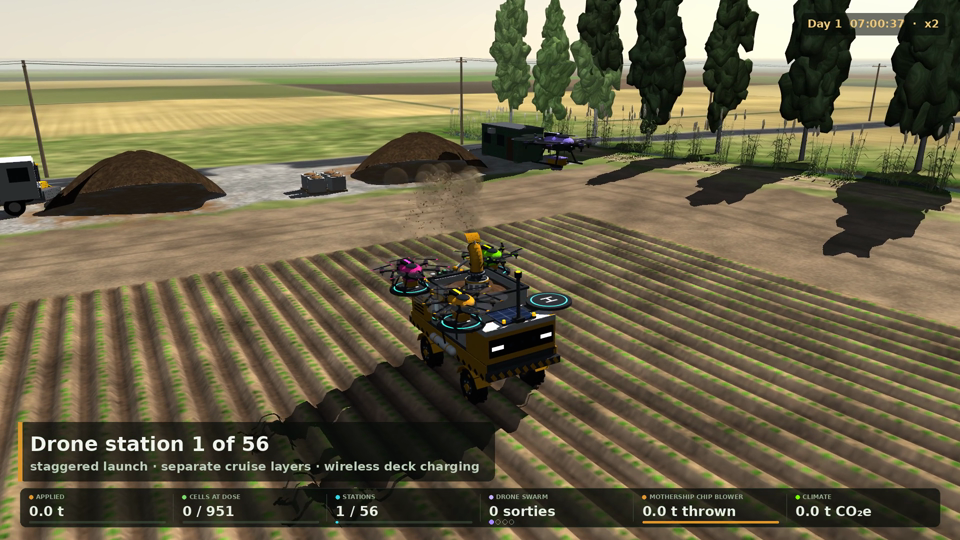 Day 1 07:00:37 · x2
H
Drone station 1 of 56
staggered launch · separate cruise layers · wireless deck charging
APPLIED
0.0 t
CELLS AT DOSE
0 / 951
STATIONS
1 / 56
DRONE SWARM
0 sorties
MOTHERSHIP CHIP BLOWER
0.0 t thrown
CLIMATE
0.0 t CO₂e